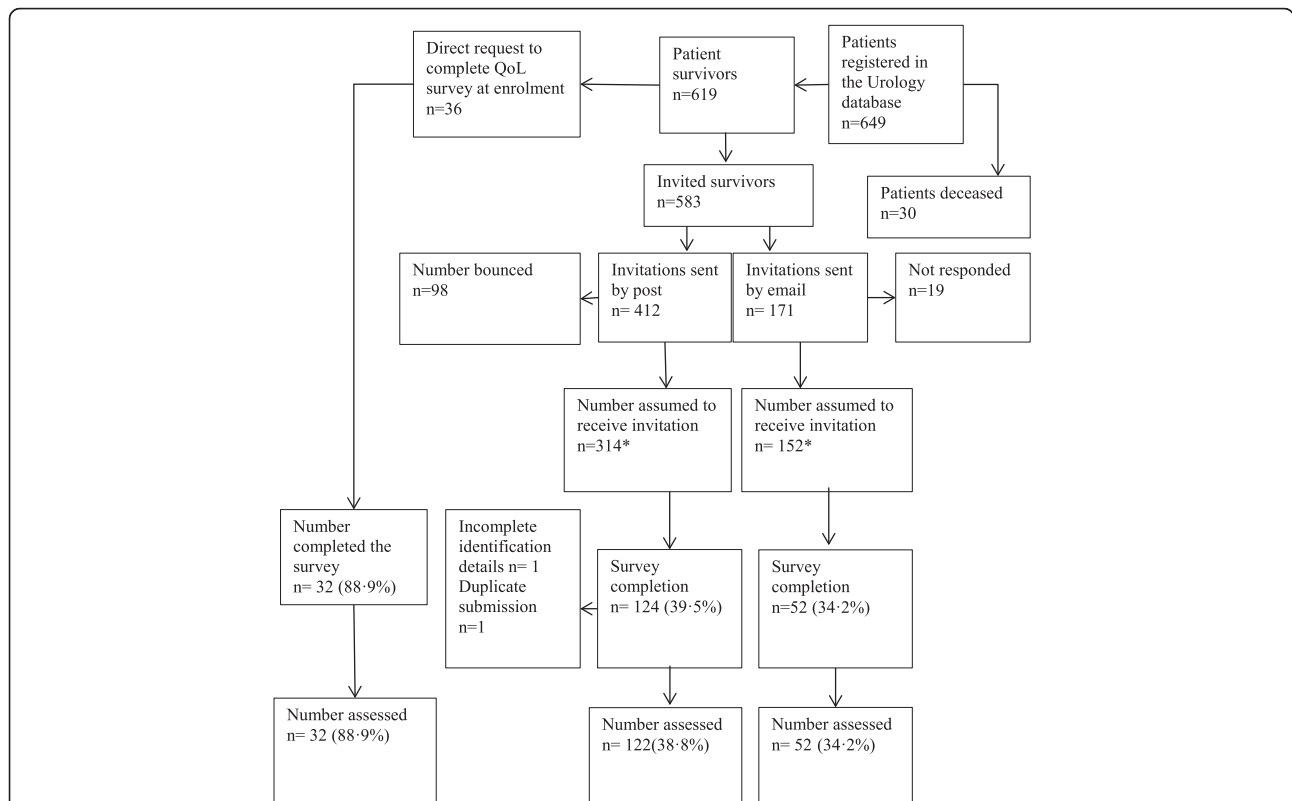 Direct request to
complete QoL
survey at enrolment
n=36
Patient
survivors
n=619
Patients
registered in
the Urology
database
n=649
Invited survivors
n=583
Patients deceased
n=30
Number bounced
n=98
Invitations sent
by post
n= 412
Invitations sent
by email
n= 171
Not responded
n=19
Number assumed to
receive invitation
n=314*
Number assumed to
receive invitation
n= 152*
Number
completed the
survey
n= 32 (88·9%)
Incomplete
identification
details n= 1
Duplicate
submission
n=1
Survey
completion
n= 124 (39·5%)
Survey
completion
n=52 (34·2%)
Number assessed
n= 32 (88·9%)
Number assessed
n= 122(38·8%)
Number assessed
n= 52 (34·2%)